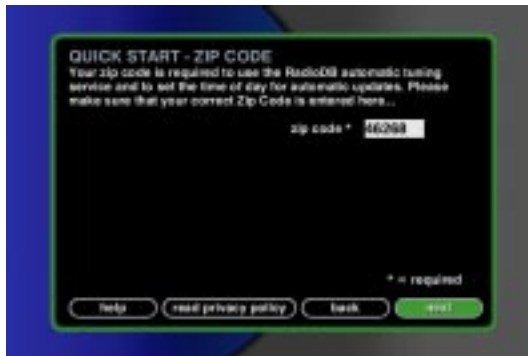 QUICK START - ZIP CODE
Your zip code is required to use the RadioDB automatic tuning
service and to set the time of day for automatic updates. Please
make sure that your correct Zip Code is entered here...
zip code * 46268
* = required
help read privacy policy back next